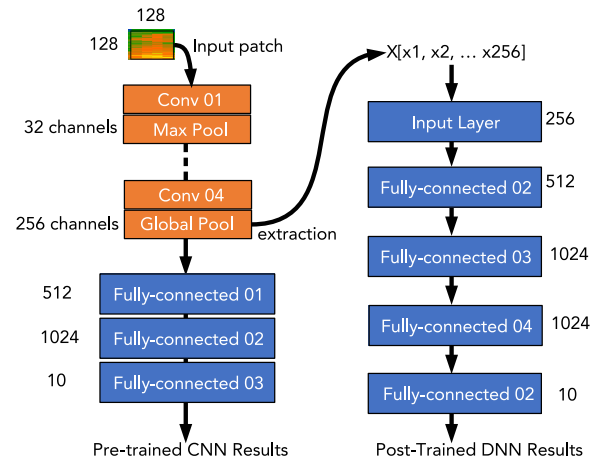 128
128
Input patch
Conv 01
32 channels
Max Pool
Conv 04
256 channels
Global Pool
extraction
512
Fully-connected 01
1024
Fully-connected 02
10
Fully-connected 03
Pre-trained CNN Results
X[x1, x2, ... x256]
Input Layer
256
Fully-connected 02
512
Fully-connected 03
1024
Fully-connected 04
1024
Fully-connected 02
10
Post-Trained DNN Results